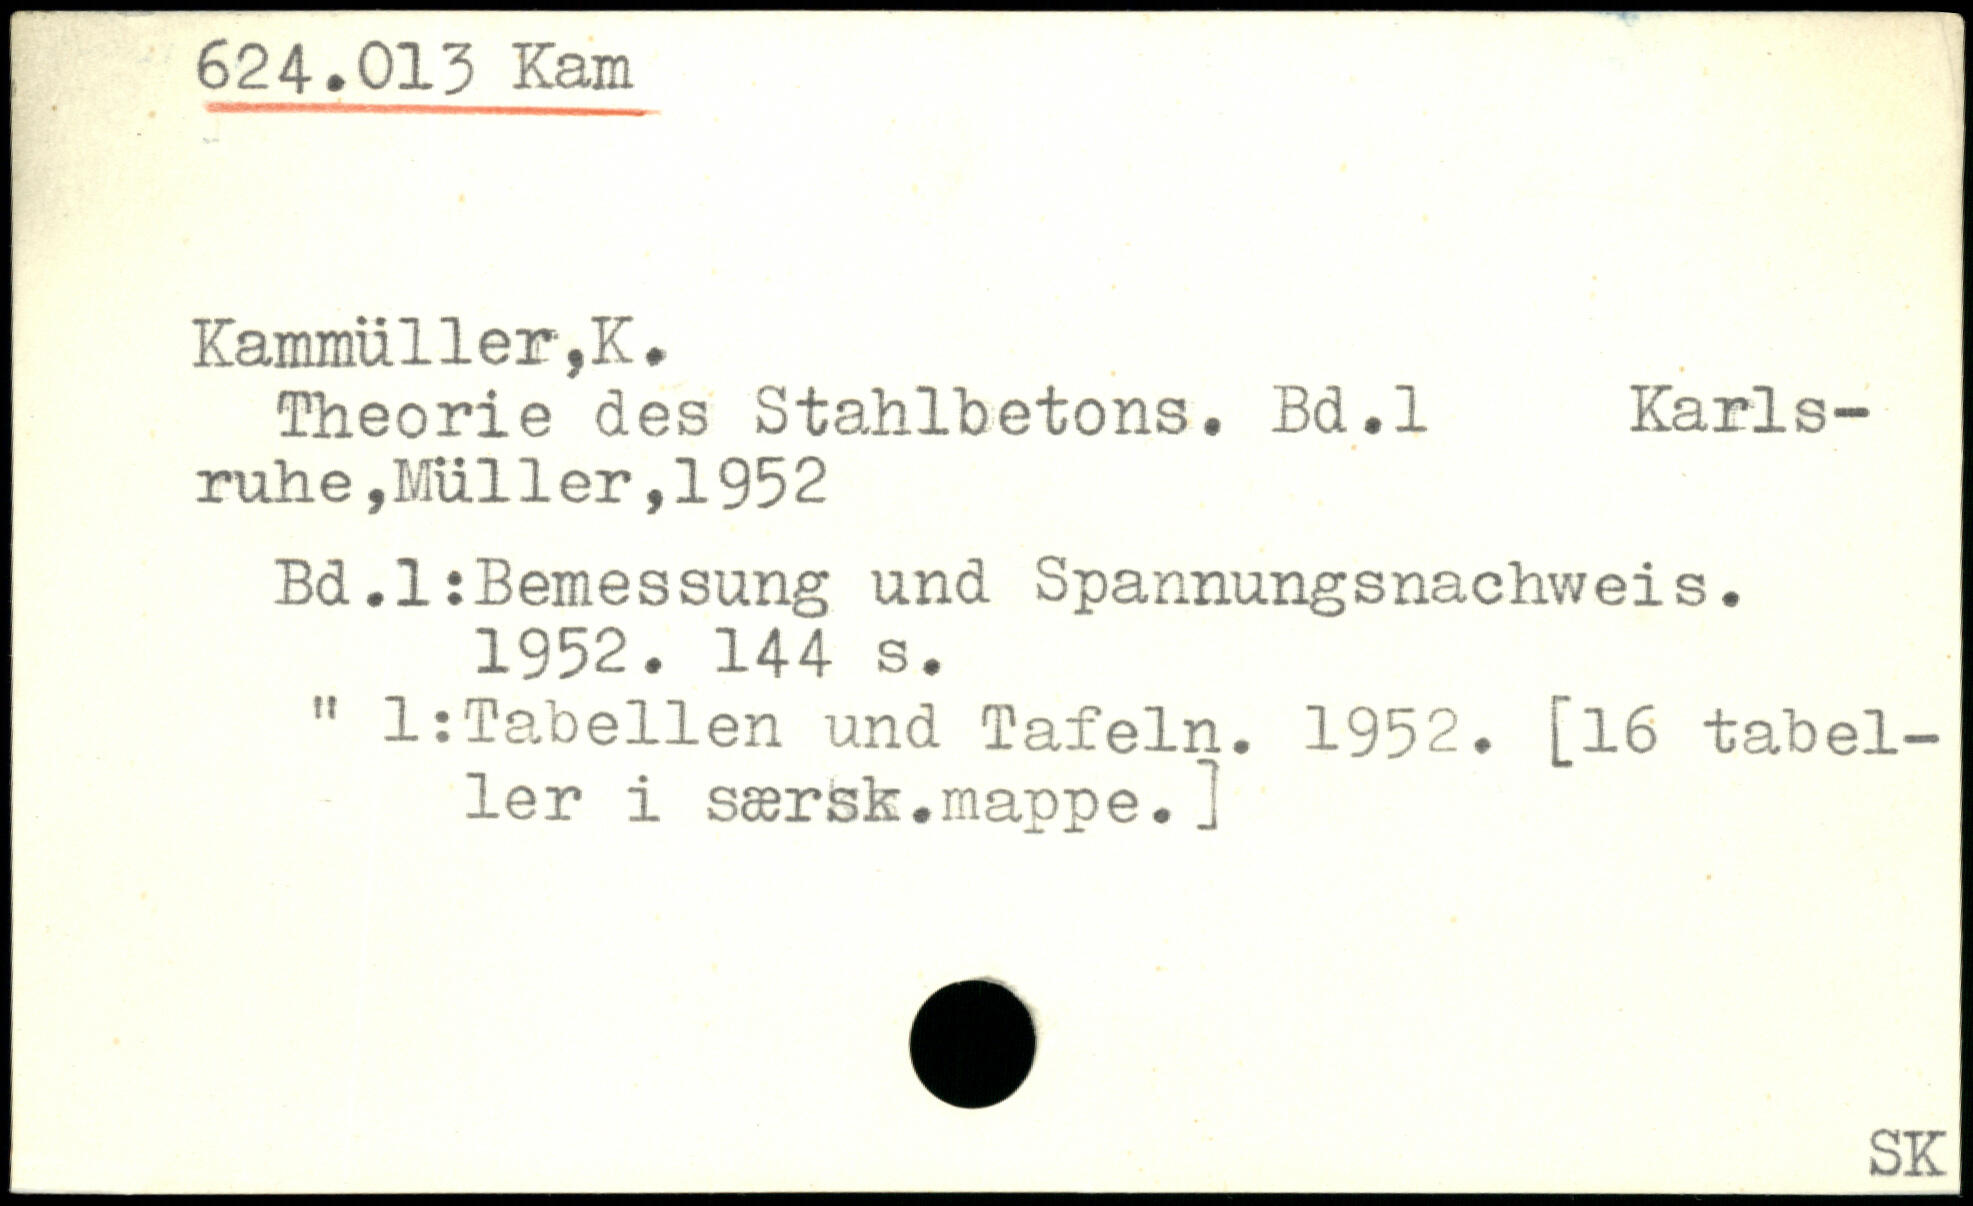 624.013 Kam
Kammüller,K.
Theorie des Stahlbetons. Bd.1 Karls-
ruhe,Müller,1952
Bd.1:Bemessung und Spannungsnachweis.
1952. 144 s.
" 1:Tabellen und Tafeln. 1952. [16 tabel-
ler i særsk.mappe.]
SK